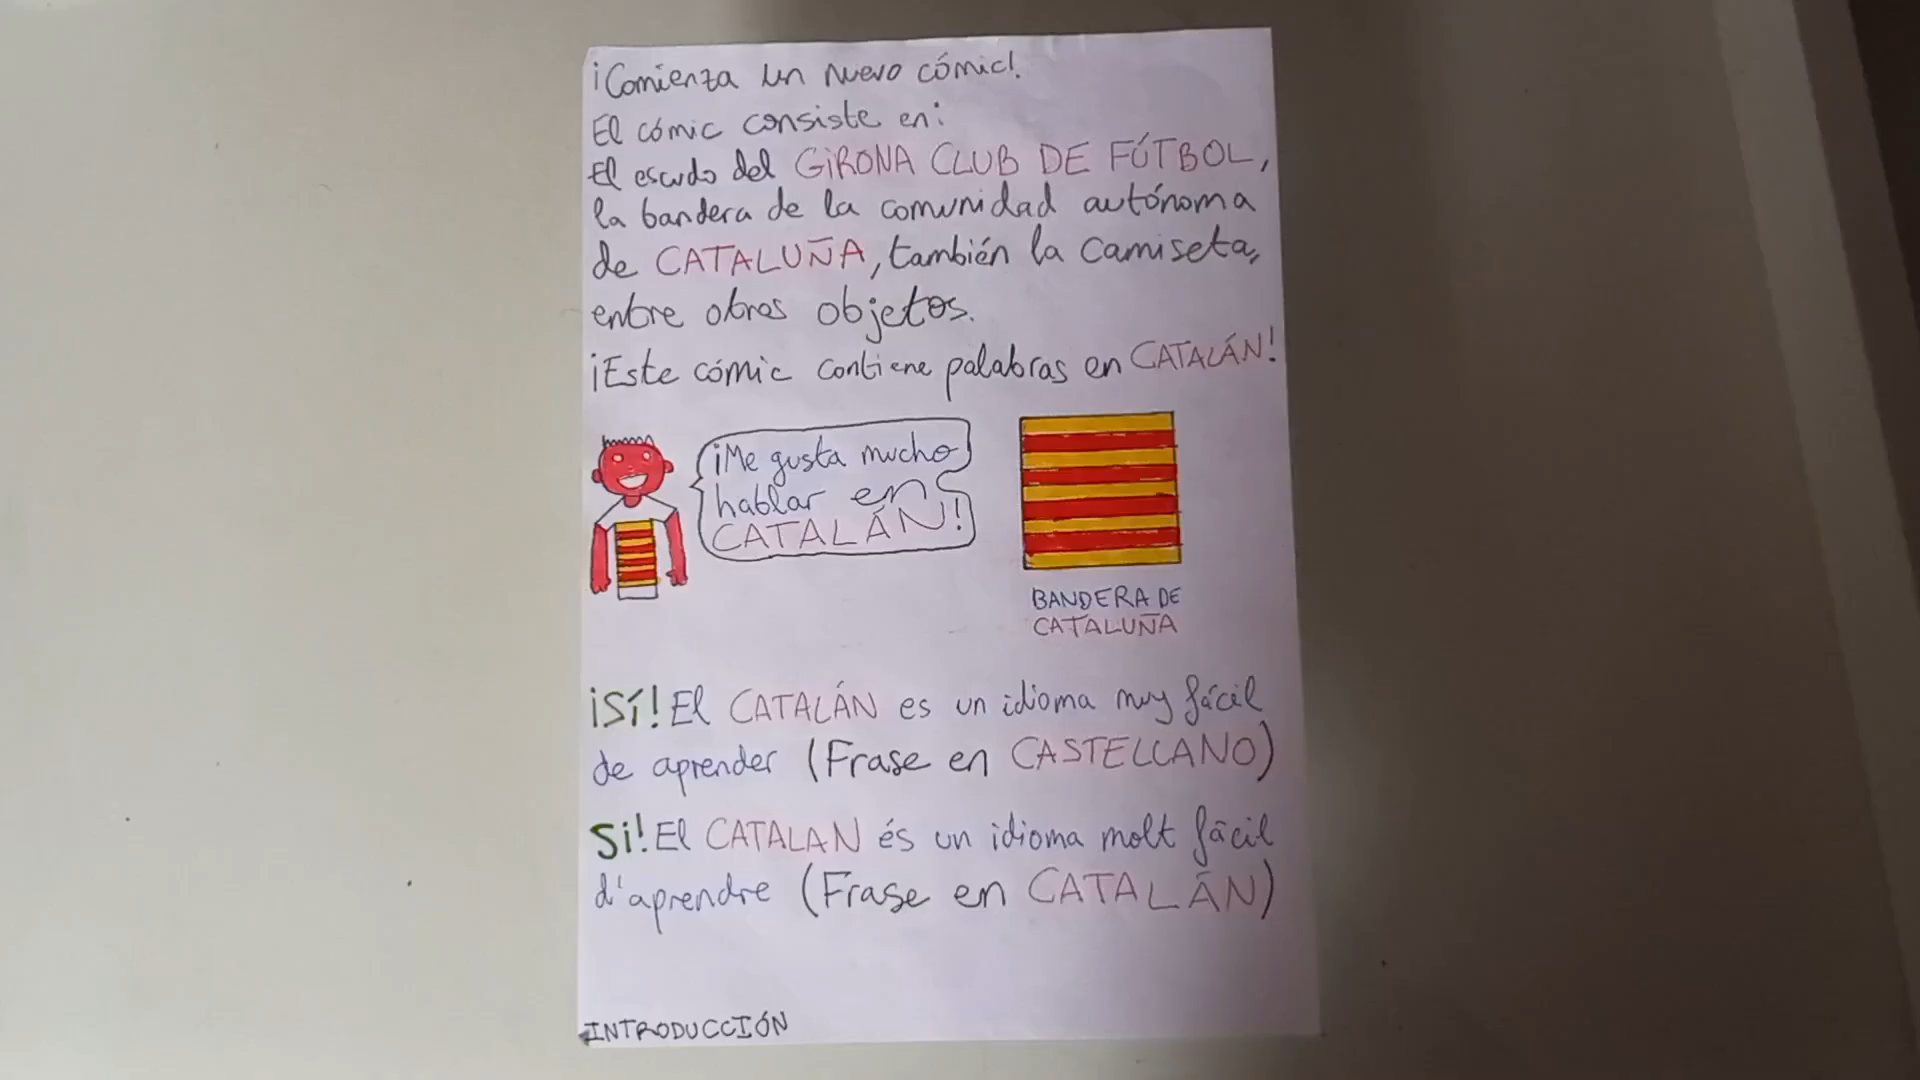 ¡Comienza un nuevo cómic!.
El cómic consiste en:
El escudo del GiRONA CLUB DE FÚTBOL,
la bandera de la comunidad autónoma
de CATALUÑA, también la camiseta,
entre otros objetos.
¡Este cómic contiene palabras en CATALÁN!
¡Me gusta mucho
hablar en
CATALÁN!
BANDERA DE
CATALUÑA
¡Sí! El CATALÁN es un idioma muy fácil
de aprender (Frase en CASTELLANO)
Si! El CATALAN és un idioma molt fàcil
d'aprendre (Frase en CATALÁN)
INTRODUCCIÓN